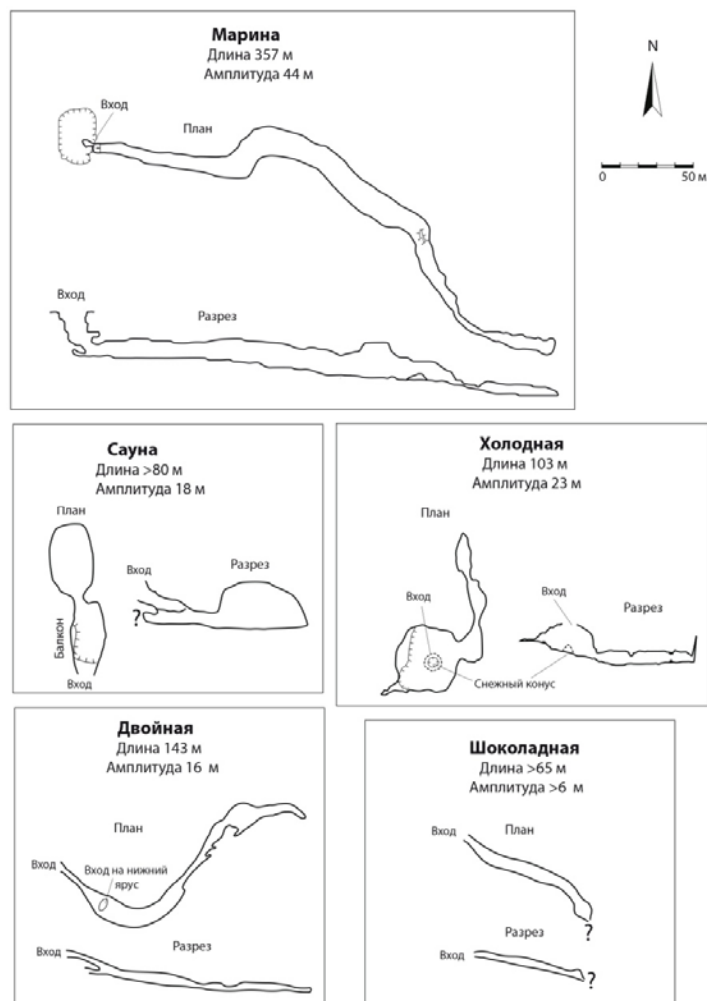 Марина
Длина 357 м
Амплитуда 44 м
N
Вход
План
0 50 м
Вход
Разрез
Сауна
Длина >80 м
Амплитуда 18 м
План
Вход
Разрез
?
Балкон
Вход
Холодная
Длина 103 м
Амплитуда 23 м
План
Вход
Вход
Разрез
Снежный конус
Двойная
Длина 143 м
Амплитуда 16 м
План
Вход
Вход на нижний
ярус
Вход
Разрез
Шоколадная
Длина >65 м
Амплитуда >6 м
План
Вход
?
Разрез
Вход
?